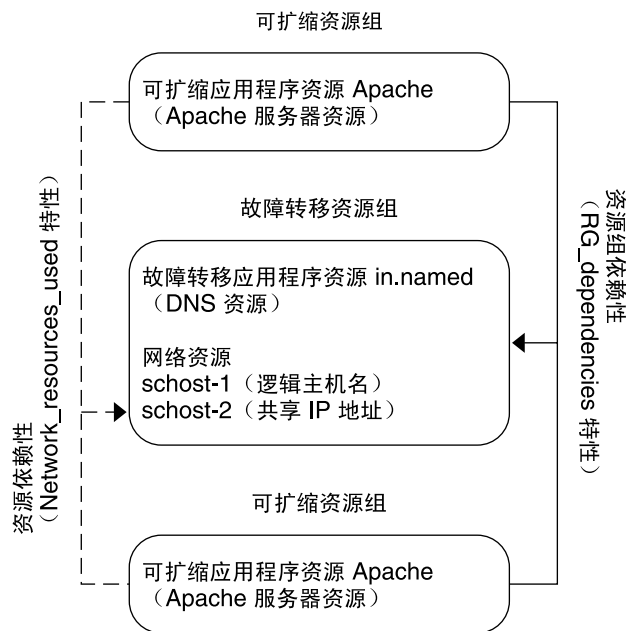 可扩缩资源组
可扩缩应用程序资源 Apache
（Apache 服务器资源）
故障转移资源组
故障转移应用程序资源 in.named
（DNS 资源）
网络资源
schost-1（逻辑主机名）
schost-2（共享 IP 地址）
可扩缩资源组
可扩缩应用程序资源 Apache
（Apache 服务器资源）
资源依赖性
（Network_resources_used 特性）
资源组依赖性
（RG_dependencies 特性）